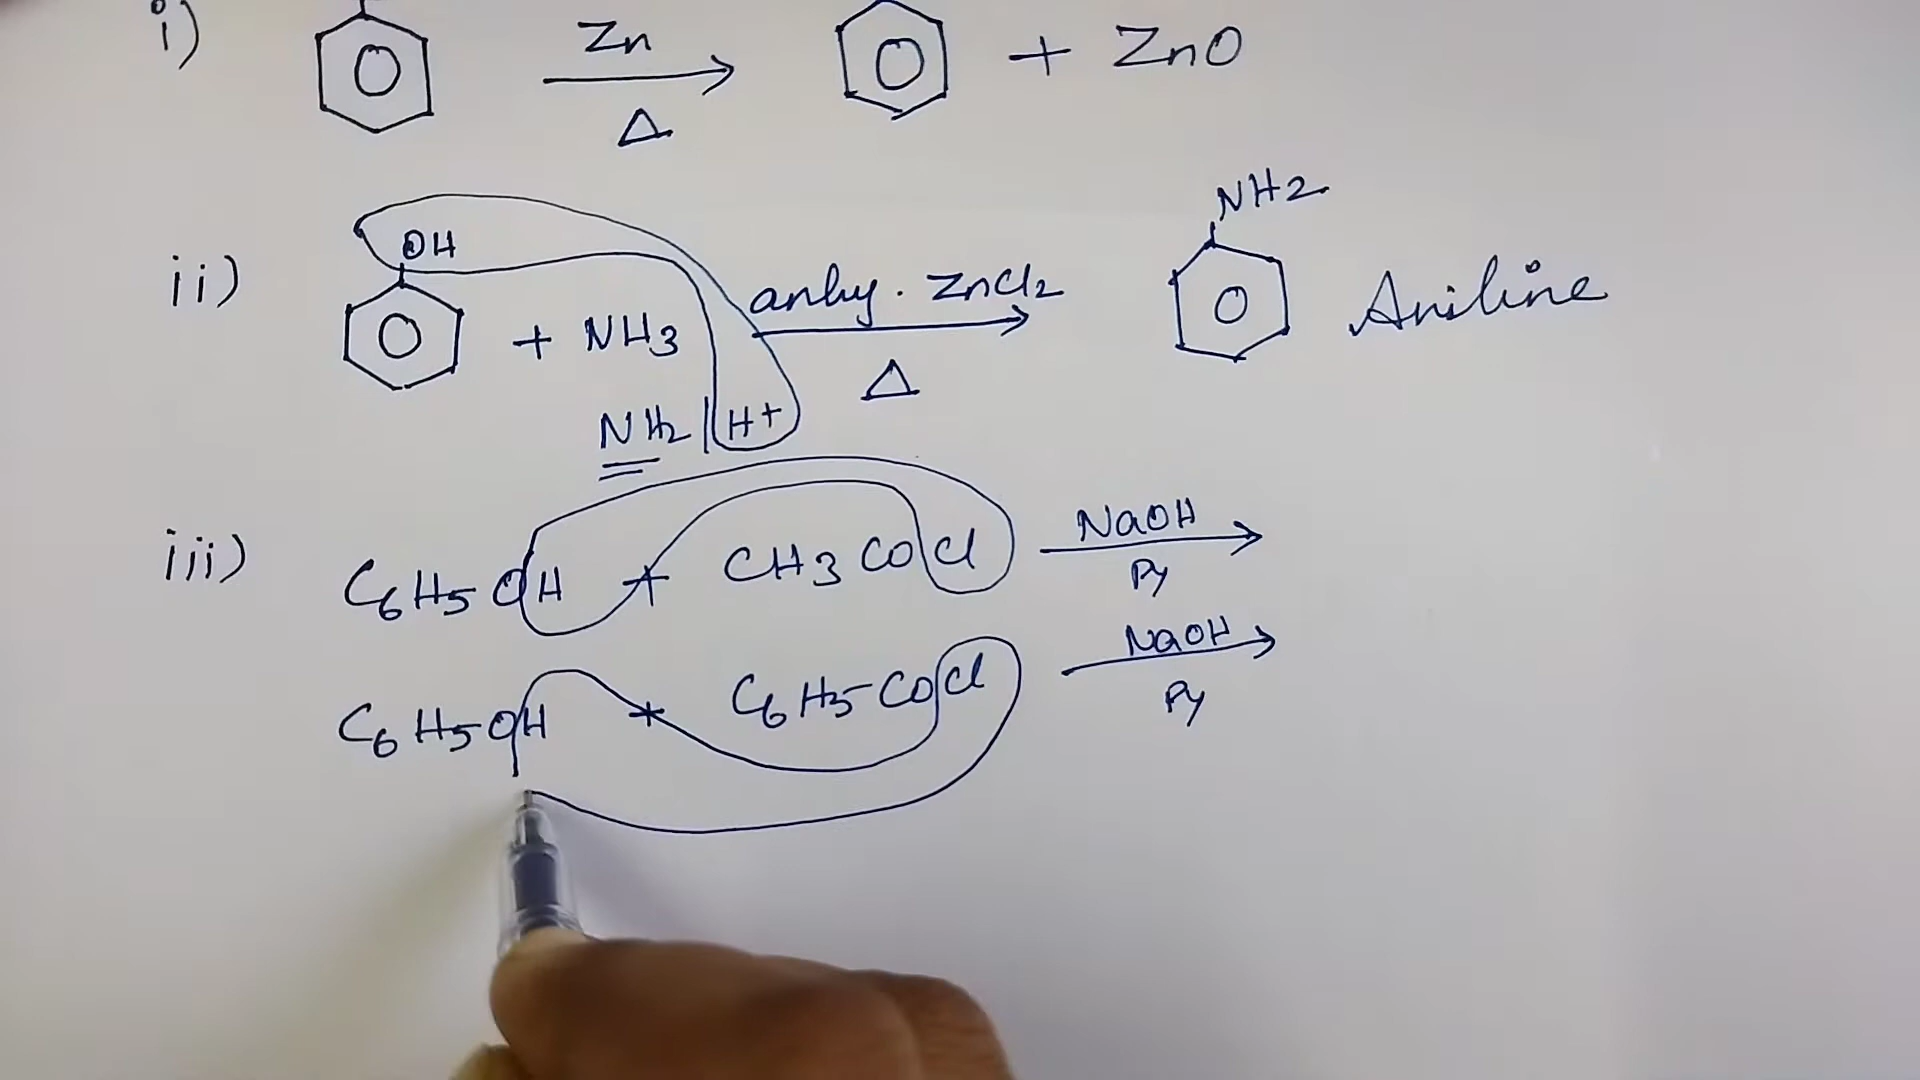 i) Zn + ZnO
Δ
NH2
ii) OH + NH3 anhy. ZnCl2 Aniline
Δ
NH2 | H+
iii) C6H5OH + CH3COCl NaOH
Py
C6H5OH + C6H5-COCl NaOH
Py